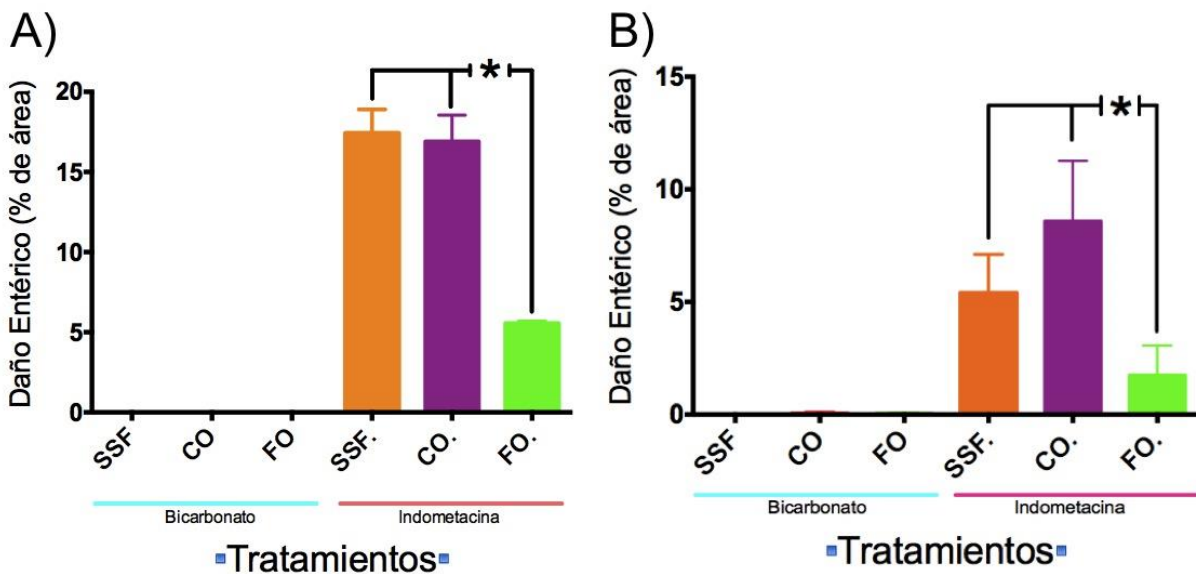 A)
Daño Entérico (% de área)
20
15
10
5
0
*
SSF
CO
FO
SSF.
CO.
FO.
Bicarbonato
Indometacina
Tratamientos
B)
Daño Entérico (% de área)
15
10
5
0
*
SSF
CO
FO
SSF.
CO.
FO.
Bicarbonato
Indometacina
Tratamientos